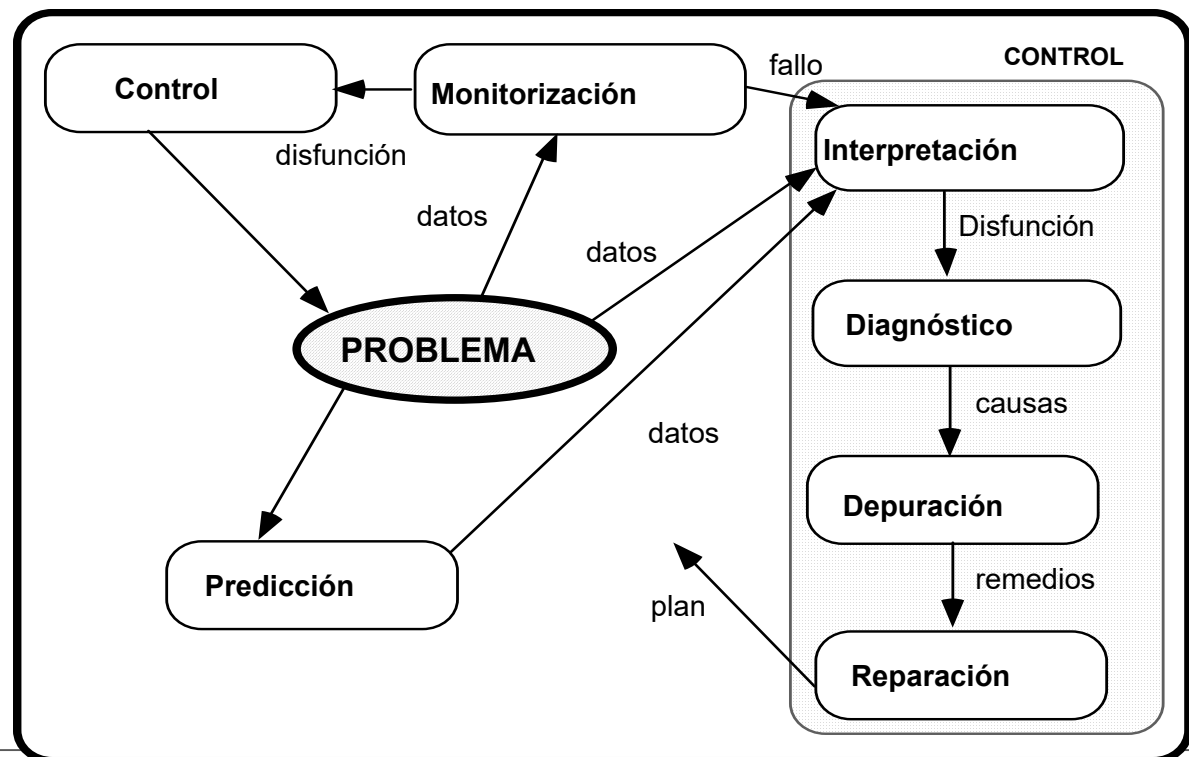 CONTROL
fallo
Control
Monitorización
Interpretación
disfunción
datos
datos
Disfunción
PROBLEMA
Diagnóstico
causas
datos
Depuración
Predicción
remedios
plan
Reparación